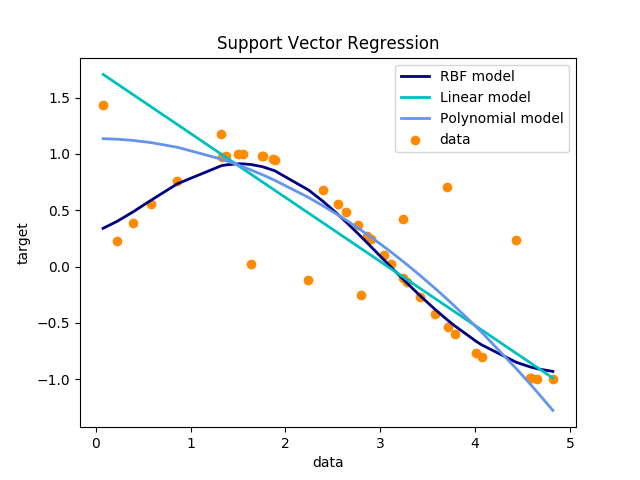 Support Vector Regression
RBF model
Linear model
Polynomial model
data
1.5
1.0
0.5
0.0
−0.5
−1.0
target
0 1 2 3 4 5
data